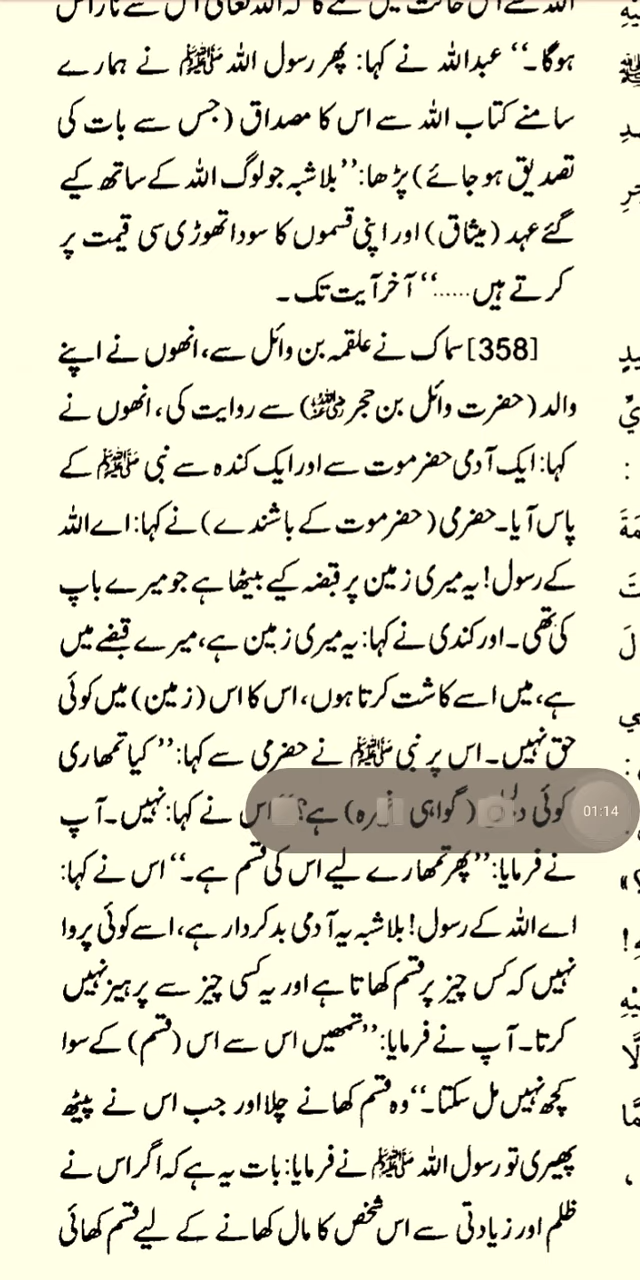 ہوگا۔‘‘ عبداللہ نے کہا: پھر رسول اللہ ﷺ نے ہمارے
سامنے کتاب اللہ سے اس کا مصداق (جس سے بات کی
تصدیق ہو جائے) پڑھا: ’’بلاشبہ جو لوگ اللہ کے ساتھ کیے
گئے عہد (میثاق) اور اپنی قسموں کا سودا تھوڑی سی قیمت پر
کرتے ہیں......‘‘ آخر آیت تک۔
[358] سماک نے علقمہ بن وائل سے، انھوں نے اپنے
والد (حضرت وائل بن حجر رضی اللہ عنہ) سے روایت کی، انھوں نے
کہا: ایک آدمی حضر موت سے اور ایک کندہ سے نبی ﷺ کے
پاس آیا۔ حضرمی (حضر موت کے باشندے) نے کہا: اے اللہ
کے رسول! یہ میری زمین پر قبضہ کیے بیٹھا ہے جو میرے باپ
کی تھی۔ اور کندی نے کہا: یہ میری زمین ہے، میرے قبضے میں
ہے، میں اسے کاشت کرتا ہوں، اس کا اس (زمین) میں کوئی
حق نہیں۔ اس پر نبی ﷺ نے حضرمی سے کہا: ’’کیا تمھاری
کوئی (گواہی) ہے؟‘‘ اس نے کہا: نہیں۔ آپ
01:14
نے فرمایا: ’’پھر تمھارے لیے اس کی قسم ہے۔‘‘ اس نے کہا:
اے اللہ کے رسول! بلاشبہ یہ آدمی بدکردار ہے، اسے کوئی پروا
نہیں کہ کس چیز پر قسم کھاتا ہے اور یہ کسی چیز سے پرہیز نہیں
کرتا۔ آپ نے فرمایا: ’’تمھیں اس سے اس (قسم) کے سوا
کچھ نہیں مل سکتا۔‘‘ وہ قسم کھانے چلا اور جب اس نے پیٹھ
پھیری تو رسول اللہ ﷺ نے فرمایا: بات یہ ہے کہ اگر اس نے
ظلم اور زیادتی سے اس شخص کا مال کھانے کے لیے قسم کھائی